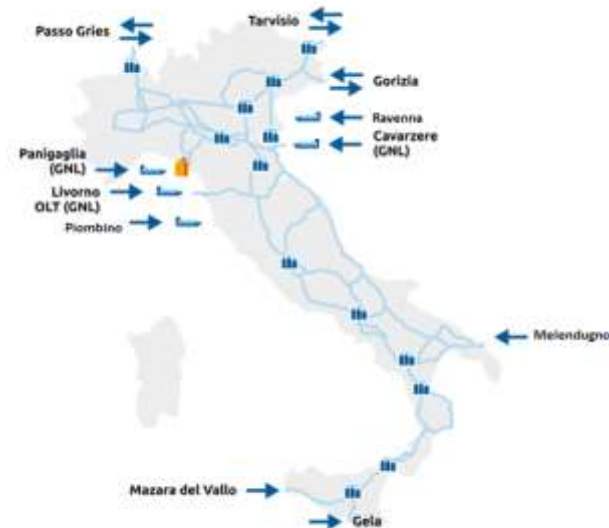 Tarvisio
Passo Gries
Gorizia
Ravenna
Cavarzere
(GNL)
Panigaglia
(GNL)
Livorno
OLT (GNL)
Piombino
Melendugno
Mazara del Vallo
Gela